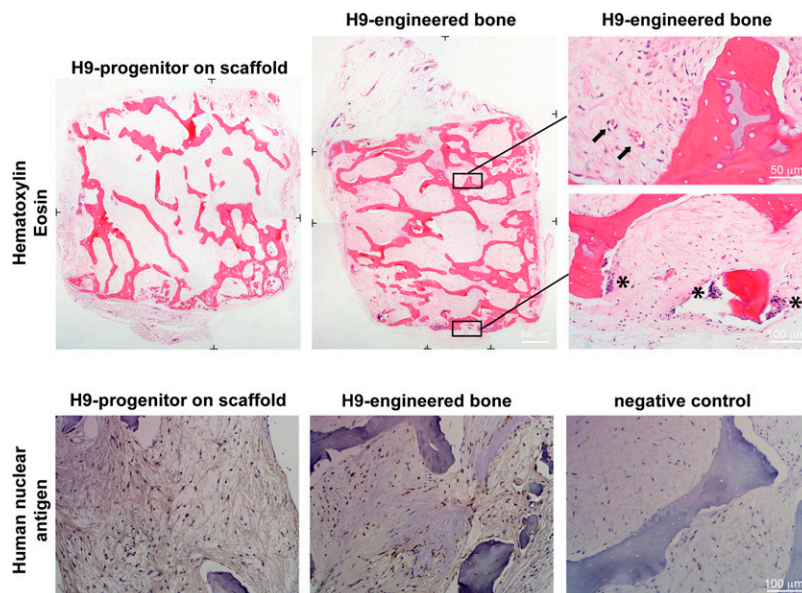 H9-progenitor on scaffold
H9-engineered bone
H9-engineered bone
Hematoxylin
Eosin
50 µm
500 µm
* * *
100 µm
H9-progenitor on scaffold
H9-engineered bone
negative control
Human nuclear
antigen
100 µm